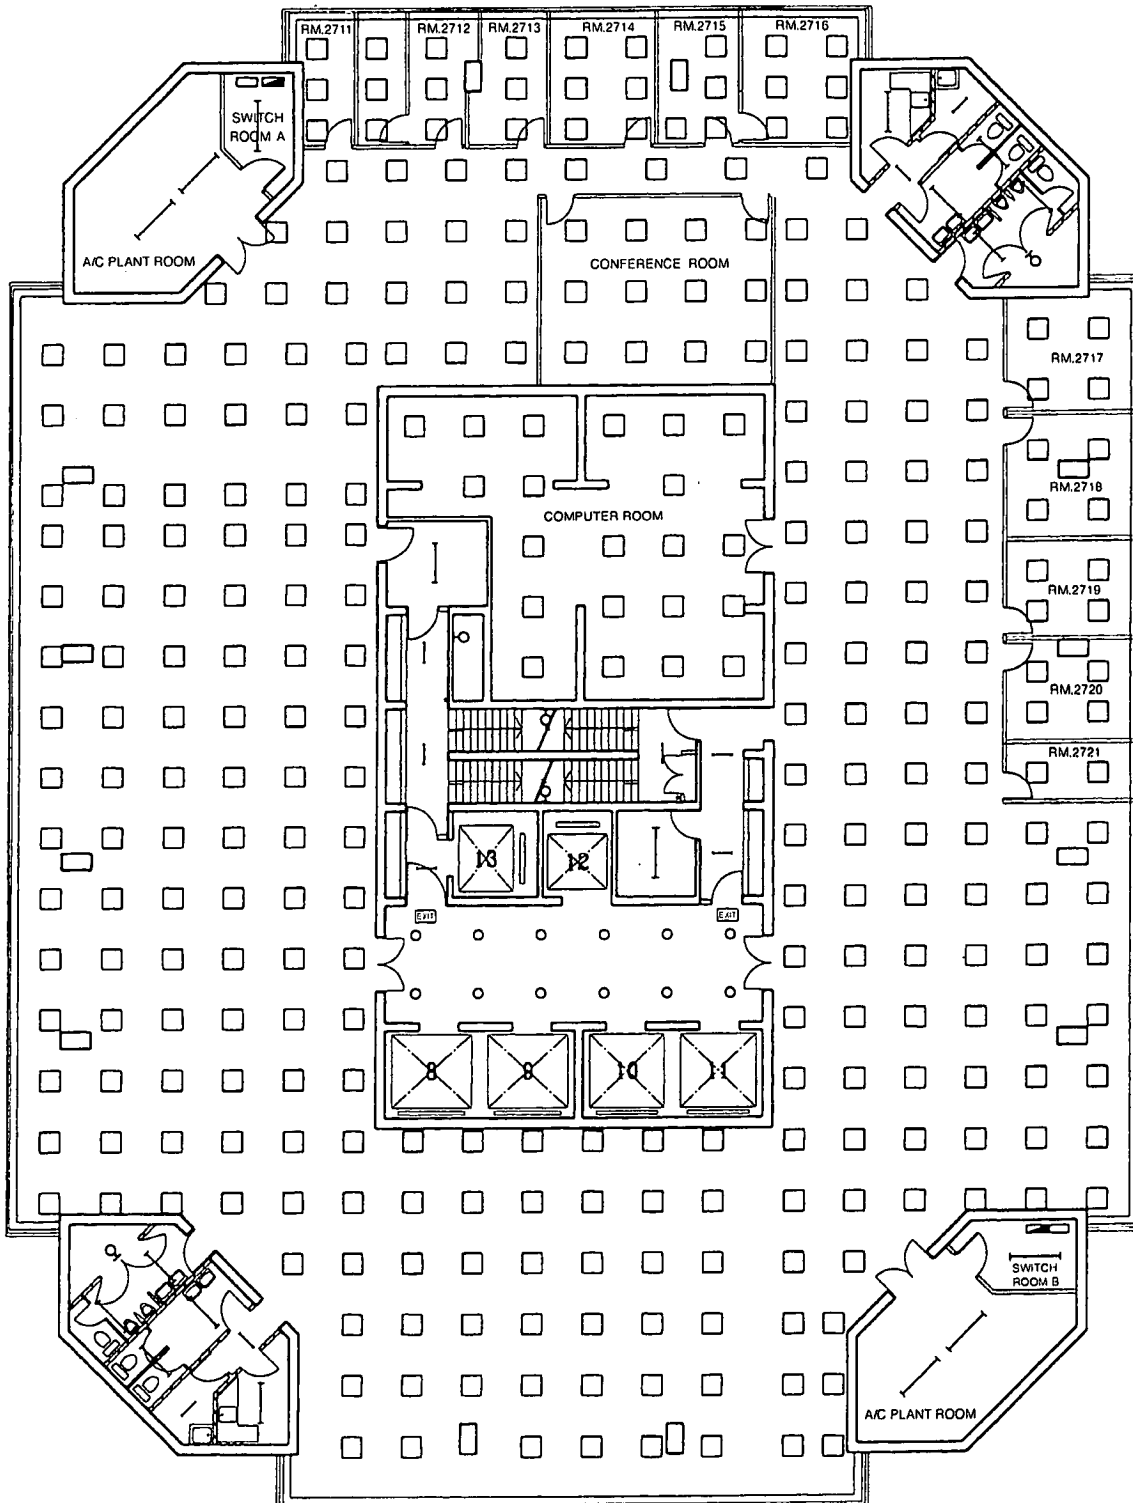 RM.2711
RM.2712
RM.2713
RM.2714
RM.2715
RM.2716
SWITCH
ROOM A
A/C PLANT ROOM
CONFERENCE ROOM
RM.2717
RM.2718
COMPUTER ROOM
RM.2719
RM.2720
RM.2721
13
12
EXIT
EXIT
8
9
10
11
SWITCH
ROOM B
A/C PLANT ROOM